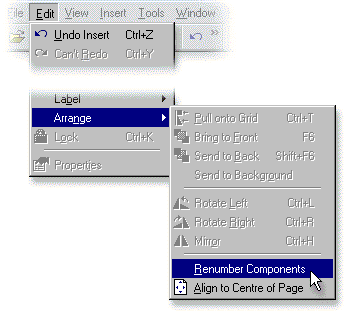 ile Edit View Insert Tools Window
Undo Insert Ctrl+Z
Can't Redo Ctrl+Y
Label
Arrange
Lock Ctrl+K
Properties
Pull onto Grid Ctrl+T
Bring to Front F6
Send to Back Shift+F6
Send to Background
Rotate Left Ctrl+L
Rotate Right Ctrl+R
Mirror Ctrl+H
Renumber Components
Align to Centre of Page